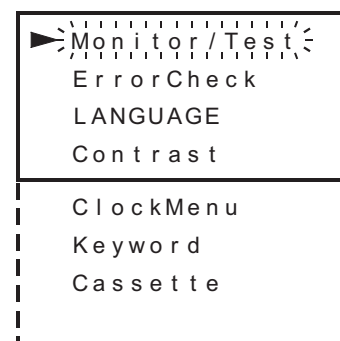 Monitor/Test
ErrorCheck
LANGUAGE
Contrast
ClockMenu
Keyword
Cassette